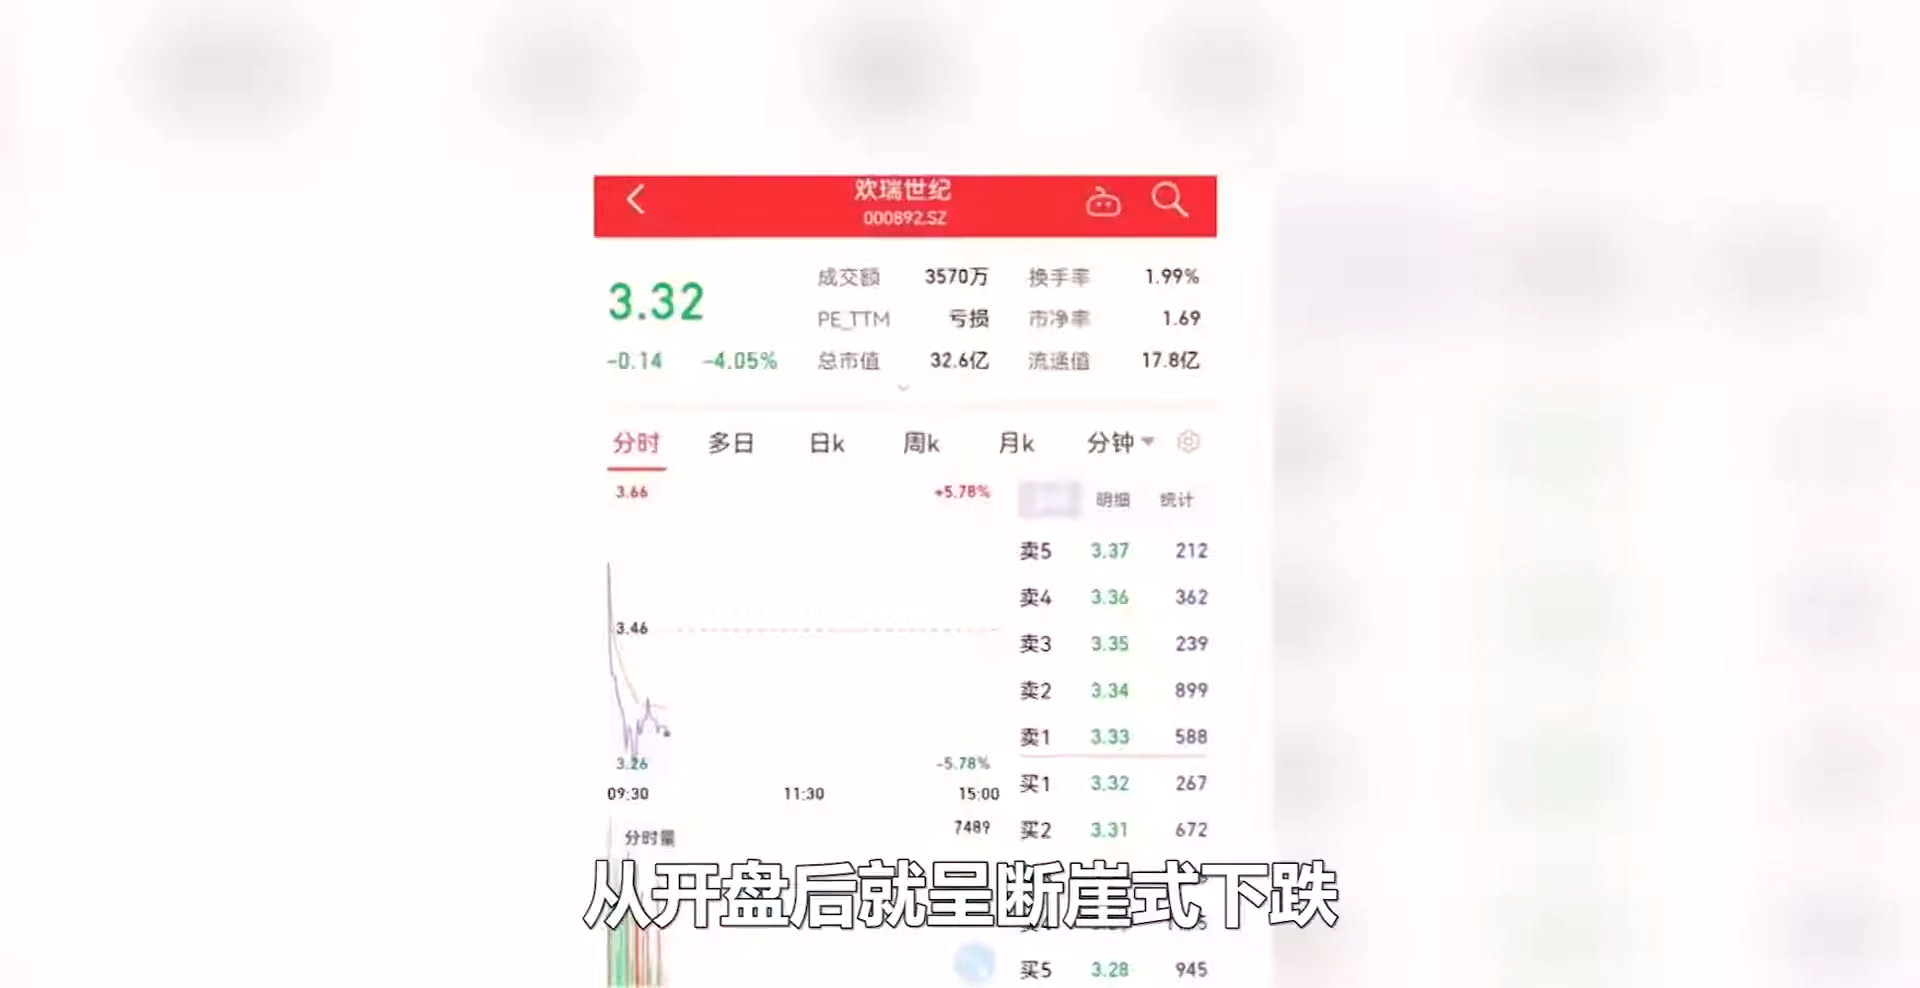 欢瑞世纪
000892.SZ
3.32
-0.14 -4.05%
成交额 3570万 换手率 1.99%
PE_TTM 亏损 市净率 1.69
总市值 32.6亿 流通值 17.8亿
分时 多日 日k 周k 月k 分钟
3.66 +5.78%
明细 统计
卖5 3.37 212
卖4 3.36 362
3.46
卖3 3.35 239
卖2 3.34 899
卖1 3.33 588
3.26 -5.78%
买1 3.32 267
09:30 11:30 15:00
分时量 7489
买2 3.31 672
从开盘后就呈断崖式下跌
买5 3.28 945